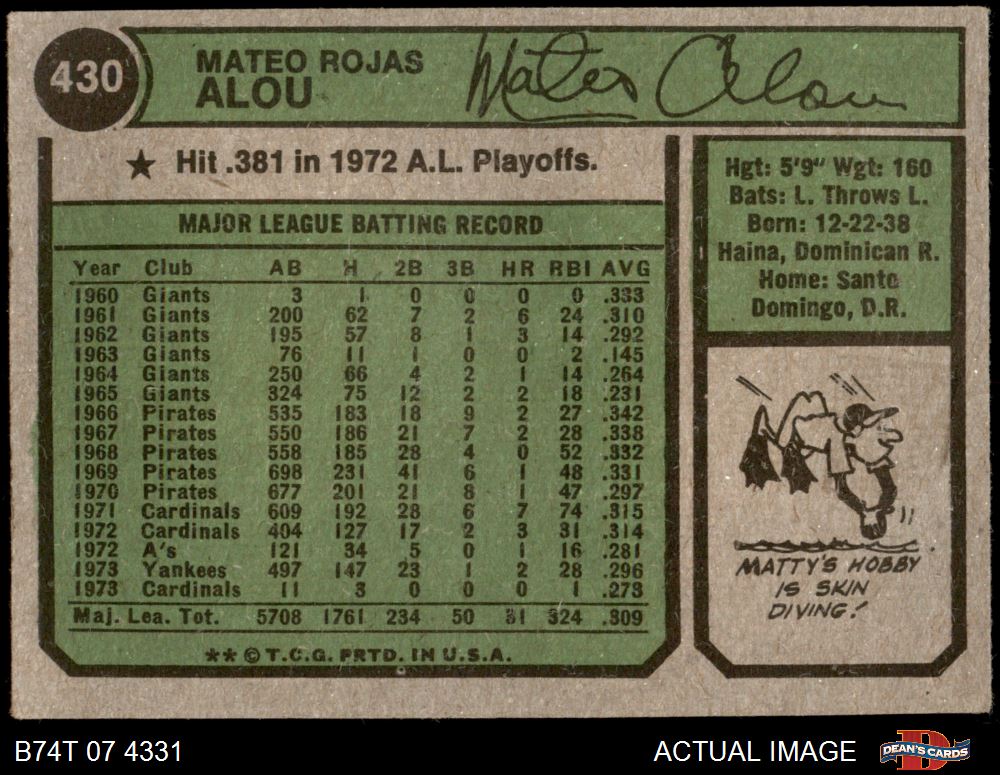 430
MATEO ROJAS
ALOU
Mateo Alou
★ Hit .381 in 1972 A.L. Playoffs.
MAJOR LEAGUE BATTING RECORD
Year Club AB H 2B 3B HR RBI AVG
1960 Giants 3 1 0 0 0 0 .333
1961 Giants 200 62 7 2 6 24 .310
1962 Giants 195 57 8 1 3 14 .292
1963 Giants 76 11 1 0 0 2 .145
1964 Giants 250 66 4 2 1 14 .264
1965 Giants 324 75 12 2 2 18 .231
1966 Pirates 535 183 18 9 2 27 .342
1967 Pirates 550 186 21 7 2 28 .338
1968 Pirates 558 185 28 4 0 52 .332
1969 Pirates 698 231 41 6 1 48 .331
1970 Pirates 677 201 21 8 1 47 .297
1971 Cardinals 609 192 28 6 7 74 .315
1972 Cardinals 404 127 17 2 3 31 .314
1972 A's 121 34 5 0 1 16 .281
1973 Yankees 497 147 23 1 2 28 .296
1973 Cardinals 11 3 0 0 0 1 .273
Maj. Lea. Tot. 5708 1761 234 50 31 324 .309
** © T.C.G. PRTD. IN U.S.A.
Hgt: 5'9" Wgt: 160
Bats: L. Throws L.
Born: 12-22-38
Haina, Dominican R.
Home: Santo
Domingo, D.R.
MATTY'S HOBBY
IS SKIN
DIVING!
B74T 07 4331
ACTUAL IMAGE
DEAN'S CARDS